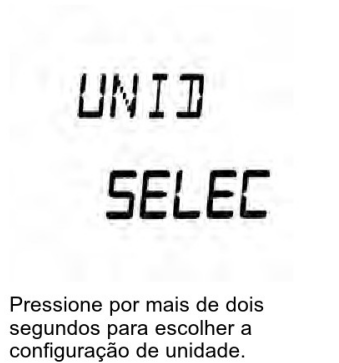 UNID
SELEC
Pressione por mais de dois
segundos para escolher a
configuração de unidade.